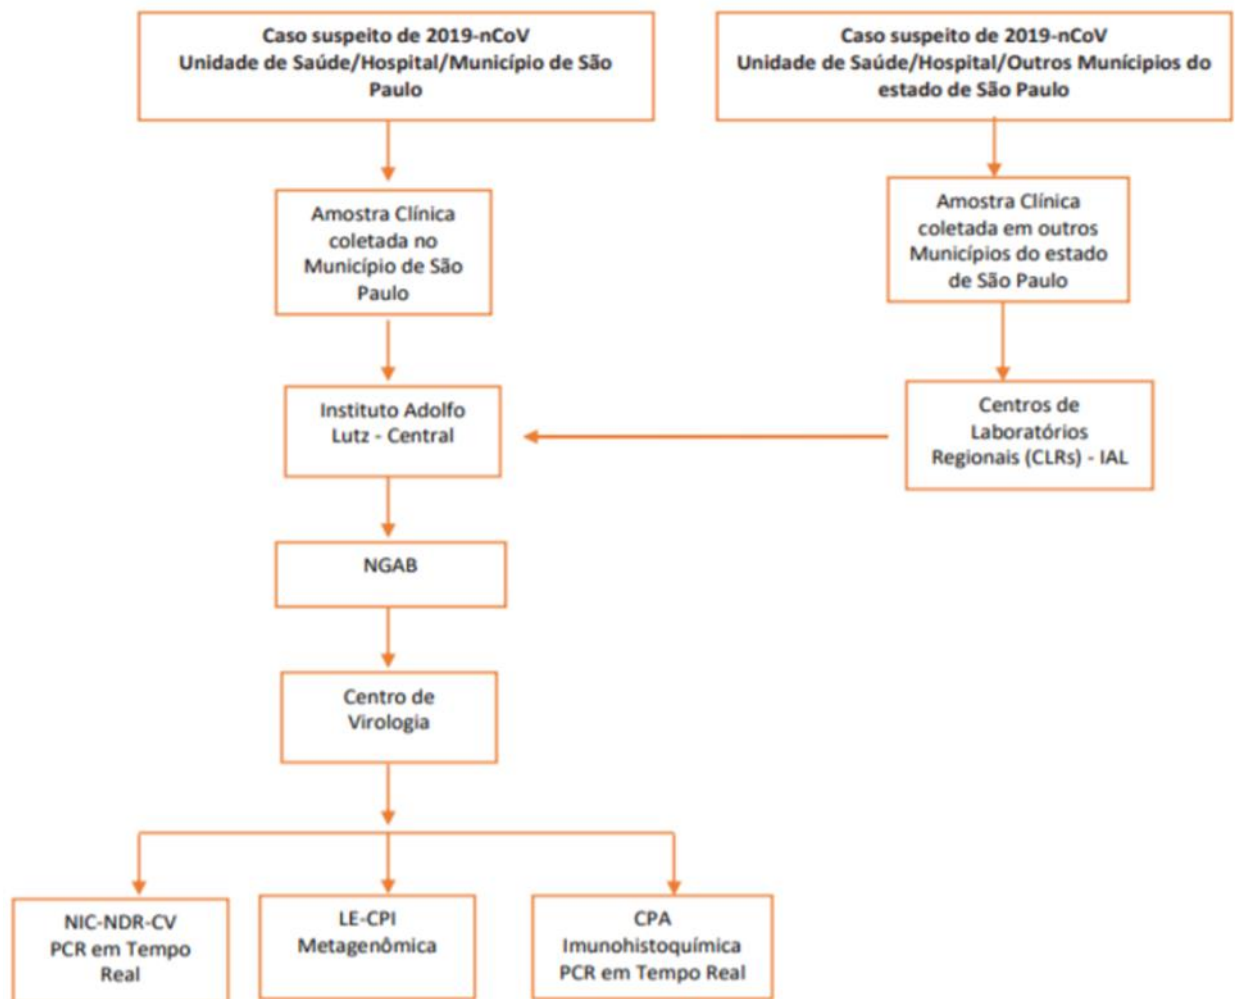 Caso suspeito de 2019-nCoV
Unidade de Saúde/Hospital/Município de São
Paulo
Caso suspeito de 2019-nCoV
Unidade de Saúde/Hospital/Outros Munícipios do
estado de São Paulo
Amostra Clínica
coletada no
Município de São
Paulo
Amostra Clínica
coletada em outros
Municípios do estado
de São Paulo
Instituto Adolfo
Lutz - Central
Centros de
Laboratórios
Regionais (CLRs) - IAL
NGAB
Centro de
Virologia
NIC-NDR-CV
PCR em Tempo
Real
LE-CPI
Metagenômica
CPA
Imunohistoquímica
PCR em Tempo Real